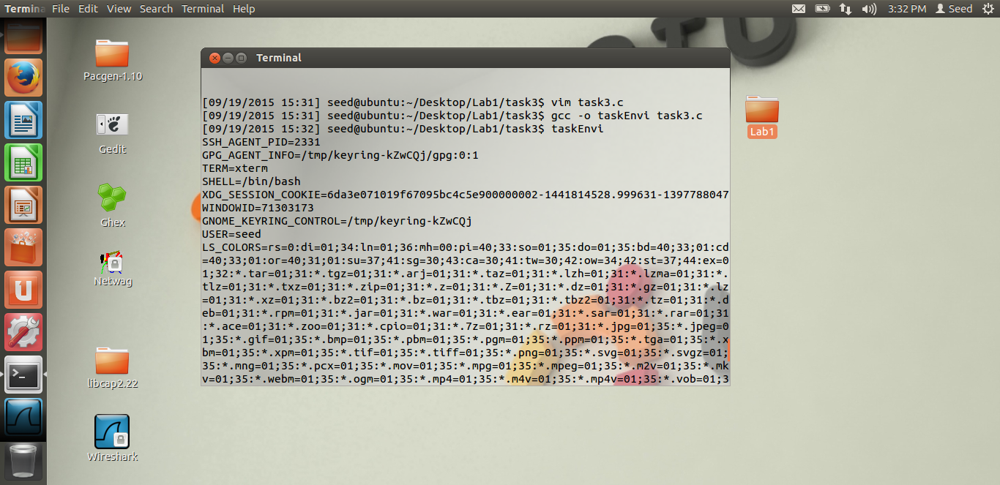 Termina File Edit View Search Terminal Help
3:32 PM Seed
Pacgen-1.10
Gedit
Ghex
Netwag
libcap2.22
Wireshark
Terminal
[09/19/2015 15:31] seed@ubuntu:~/Desktop/Lab1/task3$ vim task3.c
[09/19/2015 15:31] seed@ubuntu:~/Desktop/Lab1/task3$ gcc -o taskEnvi task3.c
[09/19/2015 15:32] seed@ubuntu:~/Desktop/Lab1/task3$ taskEnvi
SSH_AGENT_PID=2331
GPG_AGENT_INFO=/tmp/keyring-kZwCQj/gpg:0:1
TERM=xterm
SHELL=/bin/bash
XDG_SESSION_COOKIE=6da3e071019f67095bc4c5e900000002-1441814528.999631-1397788047
WINDOWID=71303173
GNOME_KEYRING_CONTROL=/tmp/keyring-kZwCQj
USER=seed
LS_COLORS=rs=0:di=01;34:ln=01;36:mh=00:pi=40;33:so=01;35:do=01;35:bd=40;33;01:cd
=40;33;01:or=40;31;01:su=37;41:sg=30;43:ca=30;41:tw=30;42:ow=34;42:st=37;44:ex=0
1;32:*.tar=01;31:*.tgz=01;31:*.arj=01;31:*.taz=01;31:*.lzh=01;31:*.lzma=01;31:*.
tlz=01;31:*.txz=01;31:*.zip=01;31:*.z=01;31:*.Z=01;31:*.dz=01;31:*.gz=01;31:*.lz
=01;31:*.xz=01;31:*.bz2=01;31:*.bz=01;31:*.tbz=01;31:*.tbz2=01;31:*.tz=01;31:*.d
eb=01;31:*.rpm=01;31:*.jar=01;31:*.war=01;31:*.ear=01;31:*.sar=01;31:*.rar=01;31
:*.ace=01;31:*.zoo=01;31:*.cpio=01;31:*.7z=01;31:*.rz=01;31:*.jpg=01;35:*.jpeg=0
1;35:*.gif=01;35:*.bmp=01;35:*.pbm=01;35:*.pgm=01;35:*.ppm=01;35:*.tga=01;35:*.x
bm=01;35:*.xpm=01;35:*.tif=01;35:*.tiff=01;35:*.png=01;35:*.svg=01;35:*.svgz=01;
35:*.mng=01;35:*.pcx=01;35:*.mov=01;35:*.mpg=01;35:*.mpeg=01;35:*.m2v=01;35:*.mk
v=01;35:*.webm=01;35:*.ogm=01;35:*.mp4=01;35:*.m4v=01;35:*.mp4v=01;35:*.vob=01;3
Lab1